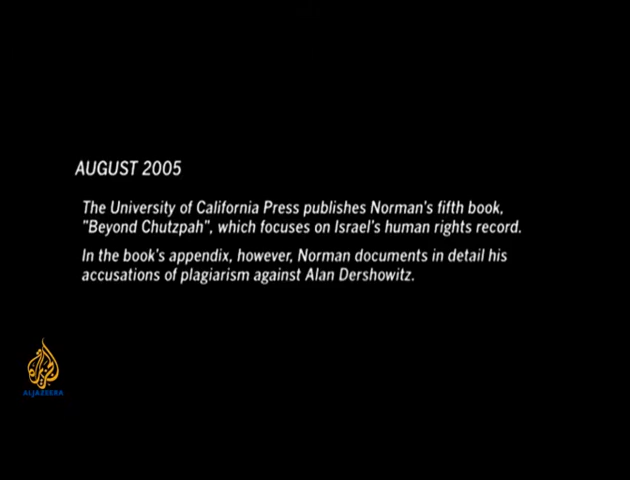 AUGUST 2005
The University of California Press publishes Norman's fifth book,
"Beyond Chutzpah", which focuses on Israel's human rights record.
In the book's appendix, however, Norman documents in detail his
accusations of plagiarism against Alan Dershowitz.
ALJAZEERA